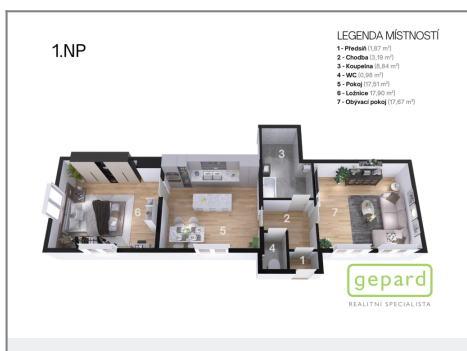 1.NP
LEGENDA MÍSTNOSTÍ
1 - Předsíň (1,87 m²)
2 - Chodba (3,19 m²)
3 - Koupelna (8,84 m²)
4 - WC (0,98 m²)
5 - Pokoj (17,51 m²)
6 - Ložnice 17,90 m²)
7 - Obývací pokoj (17,67 m²)
3
6
2
7
5
4
1
gepard
REALITNÍ SPECIALISTA